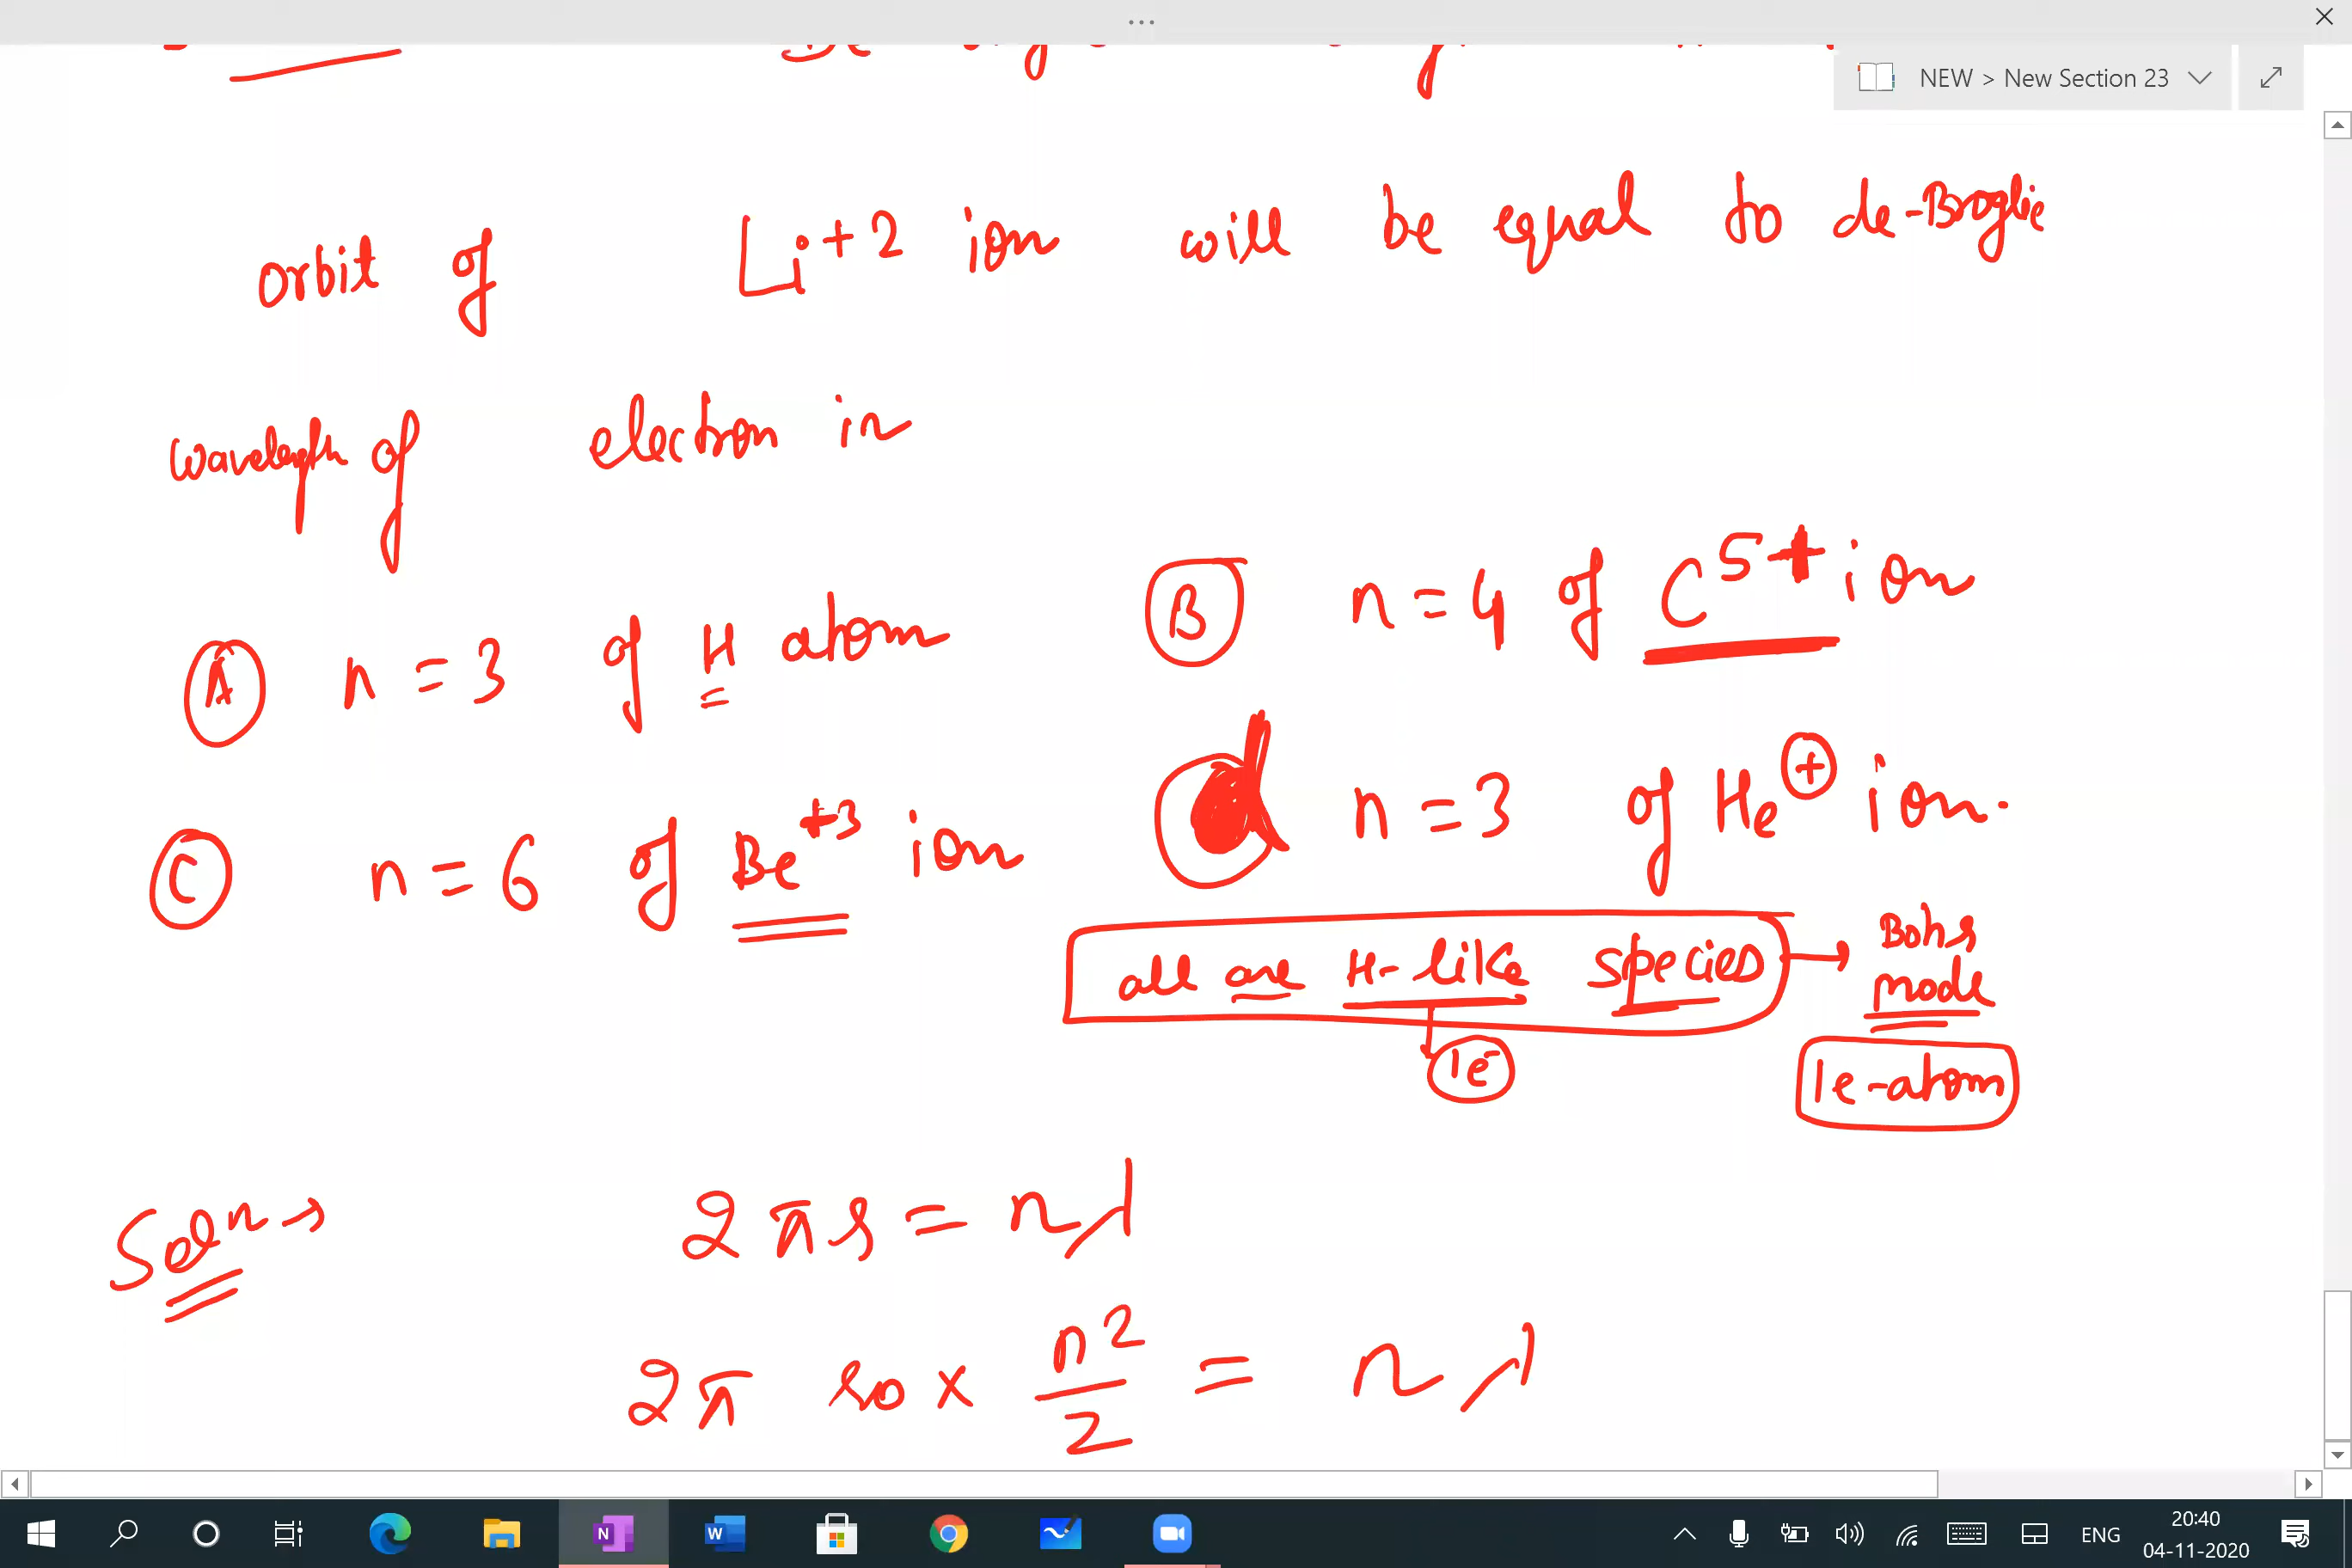 ...
NEW > New Section 23
orbit of Li+2 ion will be equal to de-Broglie
wavelength of electron in
A n = 3 of H atom
B n = 4 of C5+ ion
C n = 6 of Be+3 ion
d n = 3 of He+ ion.
all are H-like species → Bohr
mode
1e-
1e-atom
Soln → 2πr = nλ
2π ro × n2/2 = nλ
N
W
ENG
20:40
04-11-2020